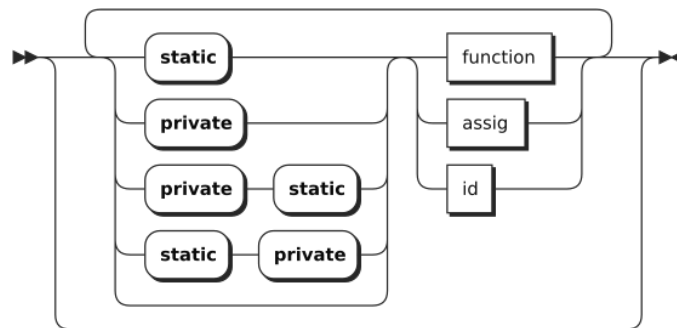 static function
private assig
private static id
static private